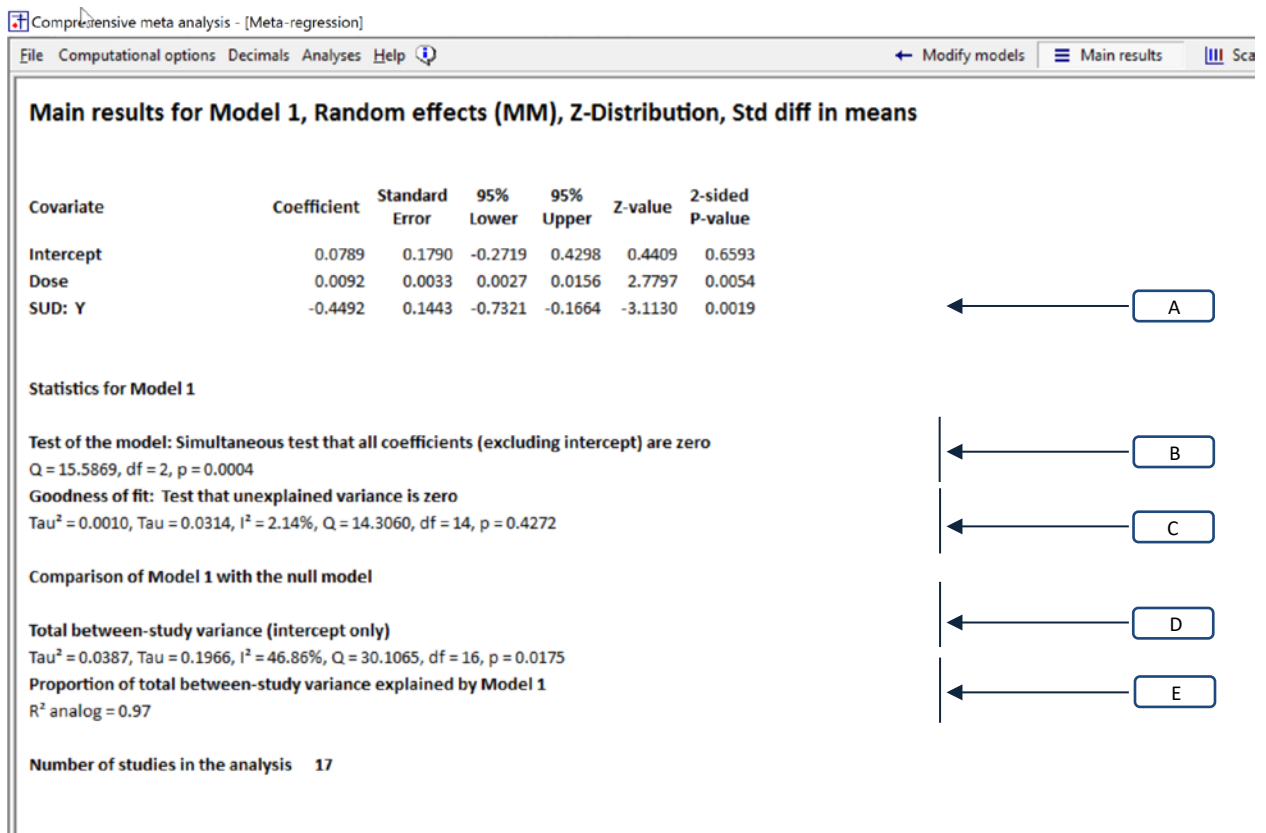 Comprehensive meta analysis - [Meta-regression]
File Computational options Decimals Analyses Help Modify models Main results Sca
Main results for Model 1, Random effects (MM), Z-Distribution, Std diff in means
Covariate Coefficient Standard Error 95% Lower 95% Upper Z-value 2-sided P-value
Intercept 0.0789 0.1790 -0.2719 0.4298 0.4409 0.6593
Dose 0.0092 0.0033 0.0027 0.0156 2.7797 0.0054
SUD: Y -0.4492 0.1443 -0.7321 -0.1664 -3.1130 0.0019
A
Statistics for Model 1
Test of the model: Simultaneous test that all coefficients (excluding intercept) are zero
B
Q = 15.5869, df = 2, p = 0.0004
Goodness of fit: Test that unexplained variance is zero
Tau² = 0.0010, Tau = 0.0314, I² = 2.14%, Q = 14.3060, df = 14, p = 0.4272
C
Comparison of Model 1 with the null model
Total between-study variance (intercept only)
D
Tau² = 0.0387, Tau = 0.1966, I² = 46.86%, Q = 30.1065, df = 16, p = 0.0175
Proportion of total between-study variance explained by Model 1
E
R² analog = 0.97
Number of studies in the analysis 17